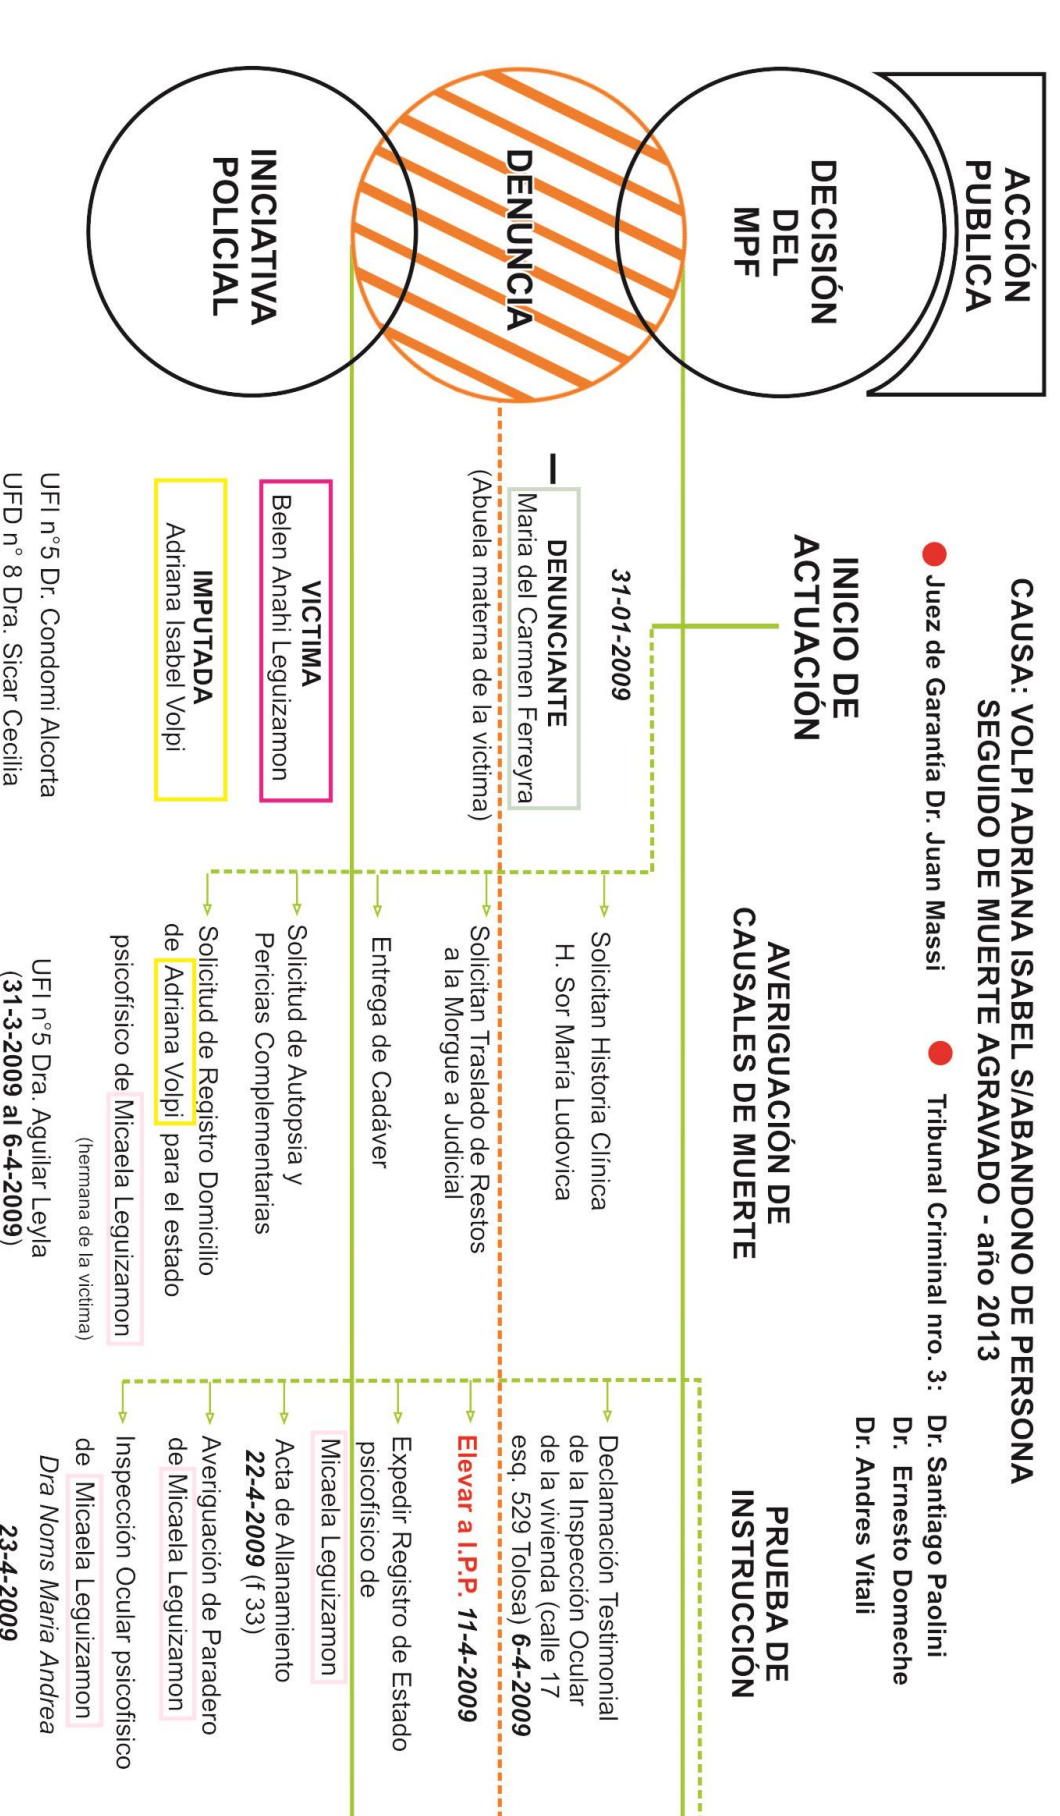 CAUSA: VOLPI ADRIANA ISABEL S/ABANDONO DE PERSONA
SEGUIDO DE MUERTE AGRAVADO - año 2013
Juez de Garantía Dr. Juan Massi
Tribunal Criminal nro. 3:
Dr. Santiago Paolini
Dr. Ernesto Domeche
Dr. Andres Vitali
ACCIÓN
PUBLICA
DECISIÓN
DEL
MPF
DENUNCIA
INICIATIVA
POLICIAL
INICIO DE
ACTUACIÓN
31-01-2009
DENUNCIANTE
Maria del Carmen Ferreyra
(Abuela materna de la victima)
VICTIMA
Belen Anahi Leguizamon
IMPUTADA
Adriana Isabel Volpi
UFI n°5 Dr. Condomi Alcorta
UFD n° 8 Dra. Sicar Cecilia
AVERIGUACIÓN DE
CAUSALES DE MUERTE
Solicitan Historia Clínica
H. Sor María Ludovica
Solicitan Traslado de Restos
a la Morgue a Judicial
Entrega de Cadáver
Solicitud de Autopsia y
Pericias Complementarias
Solicitud de Registro Domicilio
de Adriana Volpi para el estado
psicofísico de Micaela Leguizamon
(hermana de la victima)
UFI n°5 Dra. Aguilar Leyla
(31-3-2009 al 6-4-2009)
PRUEBA DE
INSTRUCCIÓN
Declamación Testimonial
de la Inspección Ocular
de la vivienda (calle 17
esq. 529 Tolosa) 6-4-2009
Elevar a I.P.P. 11-4-2009
Expedir Registro de Estado
psicofísico de
Micaela Leguizamon
Acta de Allanamiento
22-4-2009 (f 33)
Averiguación de Paradero
de Micaela Leguizamon
Inspección Ocular psicofisico
de Micaela Leguizamon
Dra Noms Maria Andrea
23-4-2009